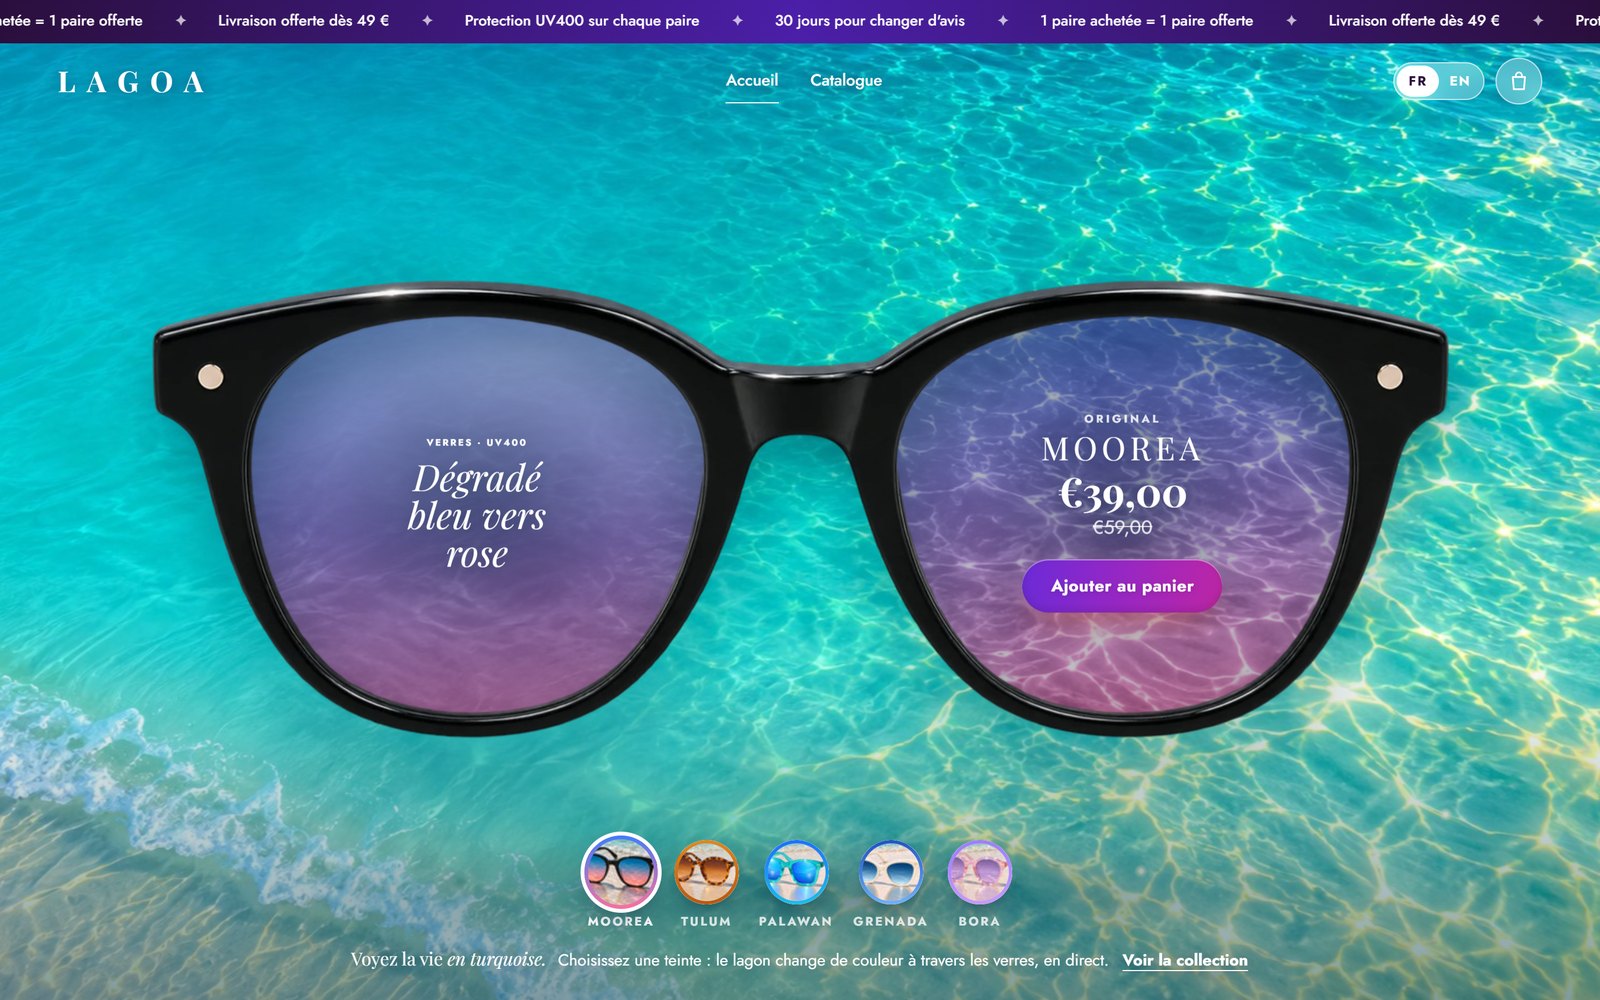 etée = 1 paire offerte ✦ Livraison offerte dès 49 € ✦ Protection UV400 sur chaque paire ✦ 30 jours pour changer d'avis ✦ 1 paire achetée = 1 paire offerte ✦ Livraison offerte dès 49 € ✦ Prot
LAGOA
Accueil Catalogue
FR EN
VERRES · UV400
Dégradé
bleu vers
rose
ORIGINAL
MOOREA
€39,00
€59,00
Ajouter au panier
MOOREA TULUM PALAWAN GRENADA BORA
Voyez la vie en turquoise. Choisissez une teinte : le lagon change de couleur à travers les verres, en direct. Voir la collection